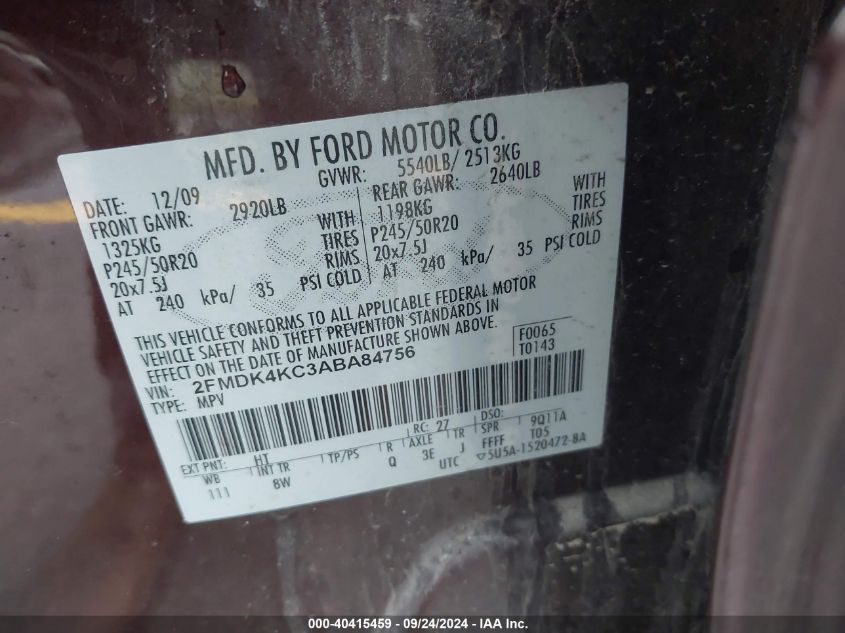 MFD. BY FORD MOTOR CO.
DATE: 12/09 GVWR: 5540LB/ 2513KG
FRONT GAWR: 2920LB REAR GAWR: 2640LB
1325KG WITH 1198KG WITH
P245/50R20 TIRES P245/50R20 TIRES
20x7.5J RIMS 20x7.5J RIMS
AT 240 kPa/ 35 PSI COLD AT 240 kPa/ 35 PSI COLD
THIS VEHICLE CONFORMS TO ALL APPLICABLE FEDERAL MOTOR
VEHICLE SAFETY AND THEFT PREVENTION STANDARDS IN
EFFECT ON THE DATE OF MANUFACTURE SHOWN ABOVE.
VIN: 2FMDK4KC3ABA84756 F0065
TYPE: MPV T0143
EXT PNT: HT RC: 27 DSO:
WB INT TR TP/PS R AXLE TR SPR 9Q11A
111 8W Q 3E J FFFF T05
UTC ▽5U5A-1520472-BA
000-40415459 - 09/24/2024 - IAA Inc.